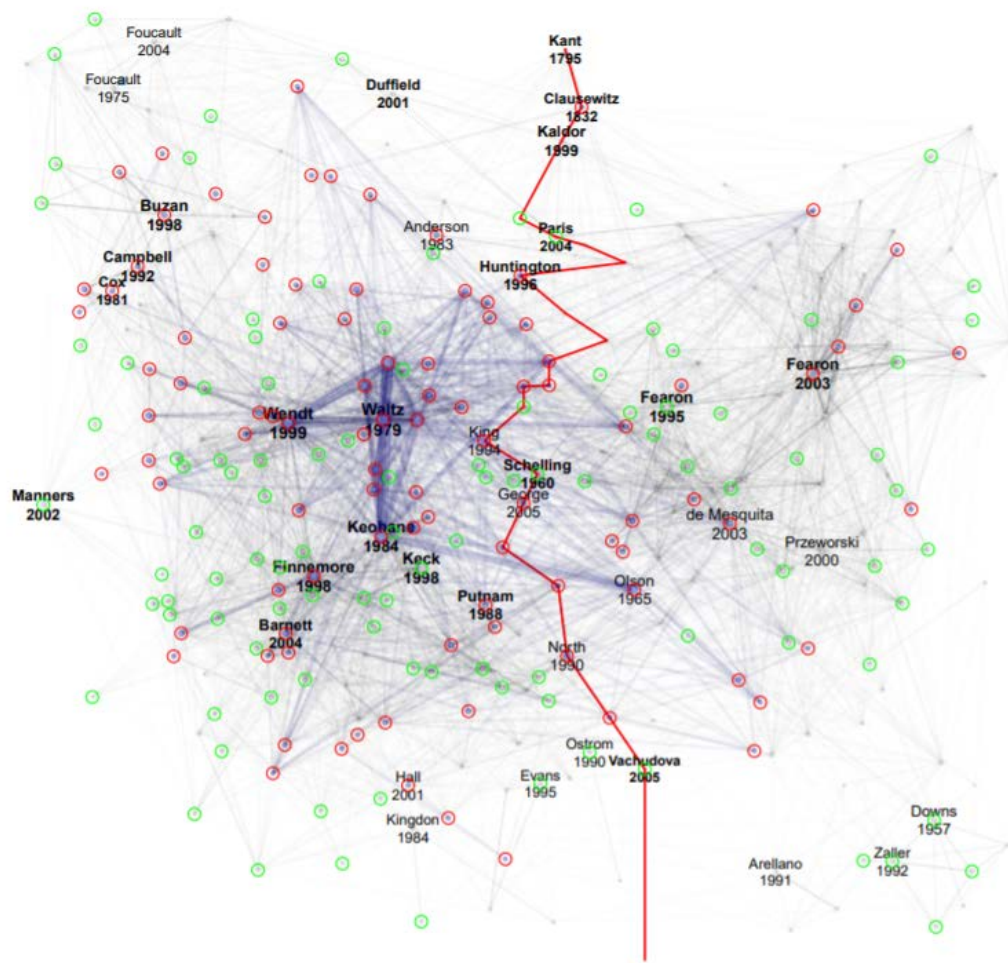 Foucault
2004
Kant
1795
Foucault
1975
Duffield
2001
Clausewitz
1832
Kaldor
1999
Buzan
1998
Anderson
1983
Paris
2004
Campbell
1992
Huntington
1996
Cox
1981
Fearon
2003
Fearon
1995
Wendt
1999
Waltz
1979
King
1994
Schelling
1960
George
2005
Manners
2002
de Mesquita
2003
Keohane
1984
Przeworski
2000
Keck
1998
Finnemore
1998
Olson
1965
Putnam
1988
Barnett
2004
North
1990
Ostrom
1990
Vachudova
2005
Hall
2001
Evans
1995
Kingdon
1984
Downs
1957
Zaller
1992
Arellano
1991